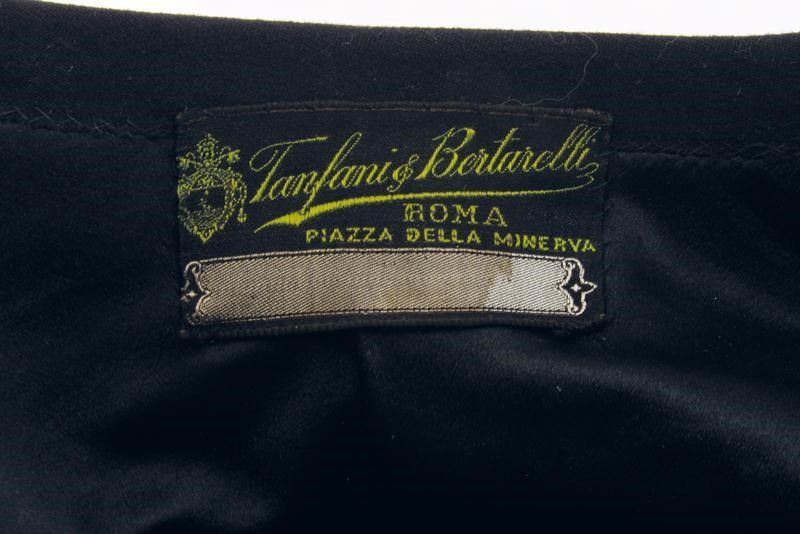 Tanfani & Bertarelli
ROMA
PIAZZA DELLA MINERVA